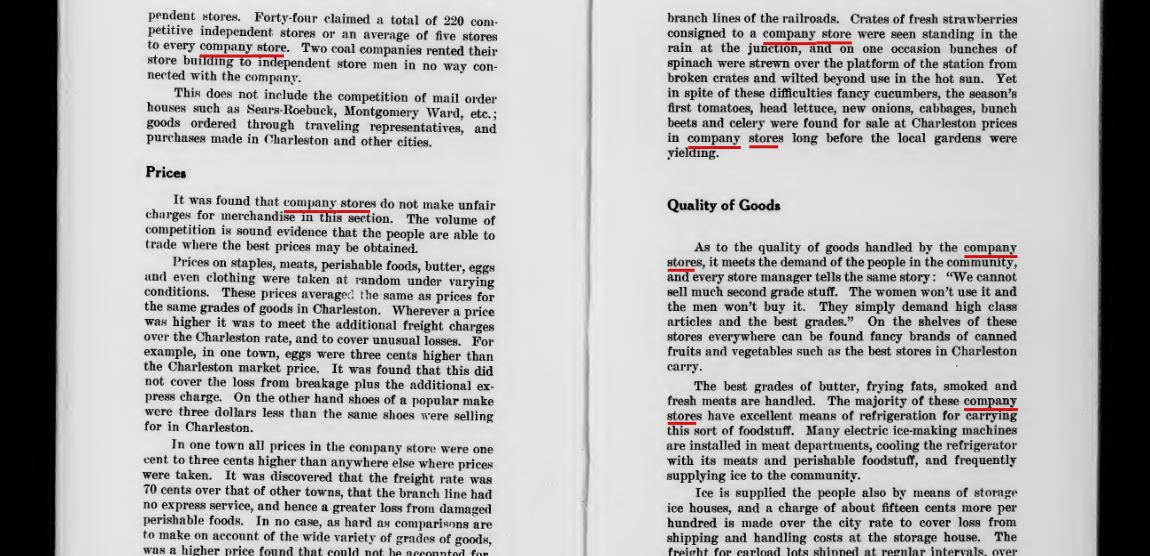 pendent stores. Forty-four claimed a total of 220 com-
petitive independent stores or an average of five stores
to every company store. Two coal companies rented their
store building to independent store men in no way con-
nected with the company.
This does not include the competition of mail order
houses such as Sears-Roebuck, Montgomery Ward, etc.;
goods ordered through traveling representatives, and
purchases made in Charleston and other cities.
Prices
It was found that company stores do not make unfair
charges for merchandise in this section. The volume of
competition is sound evidence that the people are able to
trade where the best prices may be obtained.
Prices on staples, meats, perishable foods, butter, eggs
and even clothing were taken at random under varying
conditions. These prices averaged the same as prices for
the same grades of goods in Charleston. Wherever a price
was higher it was to meet the additional freight charges
over the Charleston rate, and to cover unusual losses. For
example, in one town, eggs were three cents higher than
the Charleston market price. It was found that this did
not cover the loss from breakage plus the additional ex-
press charge. On the other hand shoes of a popular make
were three dollars less than the same shoes were selling
for in Charleston.
In one town all prices in the company store were one
cent to three cents higher than anywhere else where prices
were taken. It was discovered that the freight rate was
70 cents over that of other towns, that the branch line had
no express service, and hence a greater loss from damaged
perishable foods. In no case, as hard as comparisons are
to make on account of the wide variety of grades of goods,
was a higher price found that could not be accounted for
branch lines of the railroads. Crates of fresh strawberries
consigned to a company store were seen standing in the
rain at the junction, and on one occasion bunches of
spinach were strewn over the platform of the station from
broken crates and wilted beyond use in the hot sun. Yet
in spite of these difficulties fancy cucumbers, the season's
first tomatoes, head lettuce, new onions, cabbages, bunch
beets and celery were found for sale at Charleston prices
in company stores long before the local gardens were
yielding.
Quality of Goods
As to the quality of goods handled by the company
stores, it meets the demand of the people in the community,
and every store manager tells the same story: "We cannot
sell much second grade stuff. The women won't use it and
the men won't buy it. They simply demand high class
articles and the best grades." On the shelves of these
stores everywhere can be found fancy brands of canned
fruits and vegetables such as the best stores in Charleston
carry.
The best grades of butter, frying fats, smoked and
fresh meats are handled. The majority of these company
stores have excellent means of refrigeration for carrying
this sort of foodstuff. Many electric ice-making machines
are installed in meat departments, cooling the refrigerator
with its meats and perishable foodstuff, and frequently
supplying ice to the community.
Ice is supplied the people also by means of storage
ice houses, and a charge of about fifteen cents more per
hundred is made over the city rate to cover loss from
shipping and handling costs at the storage house. The
freight for carload lots shipped at regular intervals, over